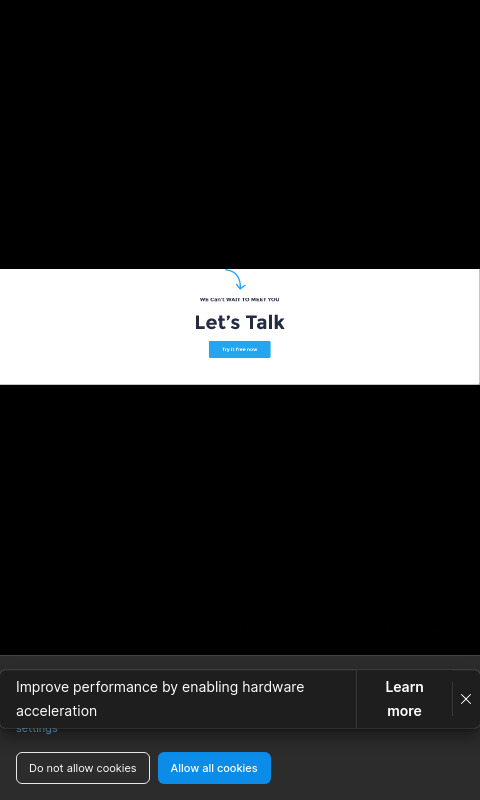 WE Can't WAIT TO MEET YOU
Let's Talk
Try it free now
Improve performance by enabling hardware
acceleration
Learn
more
settings
Do not allow cookies
Allow all cookies